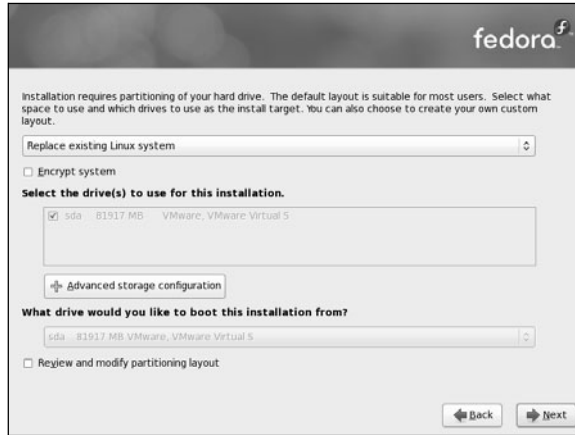 fedora
Installation requires partitioning of your hard drive. The default layout is suitable for most users. Select what
space to use and which drives to use as the install target. You can also choose to create your own custom
layout.
Replace existing Linux system
Encrypt system
Select the drive(s) to use for this installation.
sda 81917 MB VMware, VMware Virtual S
Advanced storage configuration
What drive would you like to boot this installation from?
sda 81917 MB VMware, VMware Virtual S
Review and modify partitioning layout
Back Next